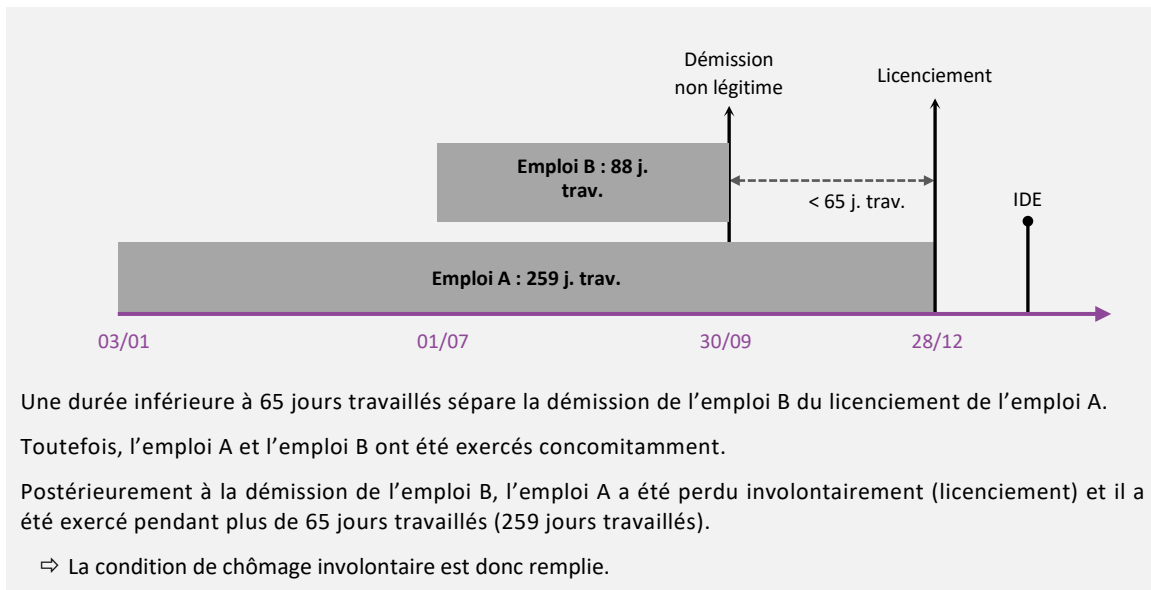 Démission
non légitime
Licenciement
Emploi B : 88 j.
trav.
< 65 j. trav.
IDE
Emploi A : 259 j. trav.
03/01
01/07
30/09
28/12
Une durée inférieure à 65 jours travaillés sépare la démission de l’emploi B du licenciement de l’emploi A.
Toutefois, l’emploi A et l’emploi B ont été exercés concomitamment.
Postérieurement à la démission de l’emploi B, l’emploi A a été perdu involontairement (licenciement) et il a
été exercé pendant plus de 65 jours travaillés (259 jours travaillés).
⇨ La condition de chômage involontaire est donc remplie.